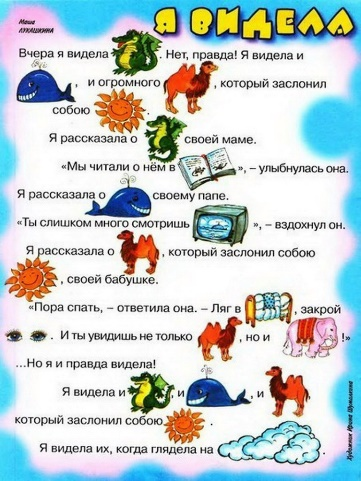 Маша
ЛУКАШКИНА
Я ВИДЕЛА
Вчера я видела . Нет, правда! Я видела и
, и огромного , который заслонил
собою .
Я рассказала о своей маме.
«Мы читали о нём в », – улыбнулась она.
Я рассказала о своему папе.
«Ты слишком много смотришь », – вздохнул он.
Я рассказала о , который заслонил собою
, своей бабушке.
"Пора спать, – ответила она. – Ляг в , закрой
. И ты увидишь не только , но и !»
...Но я и правда видела!
Я видела и , и , и
который заслонил собою .
Я видела их, когда глядела на .
Художник Ирина Шумилкина